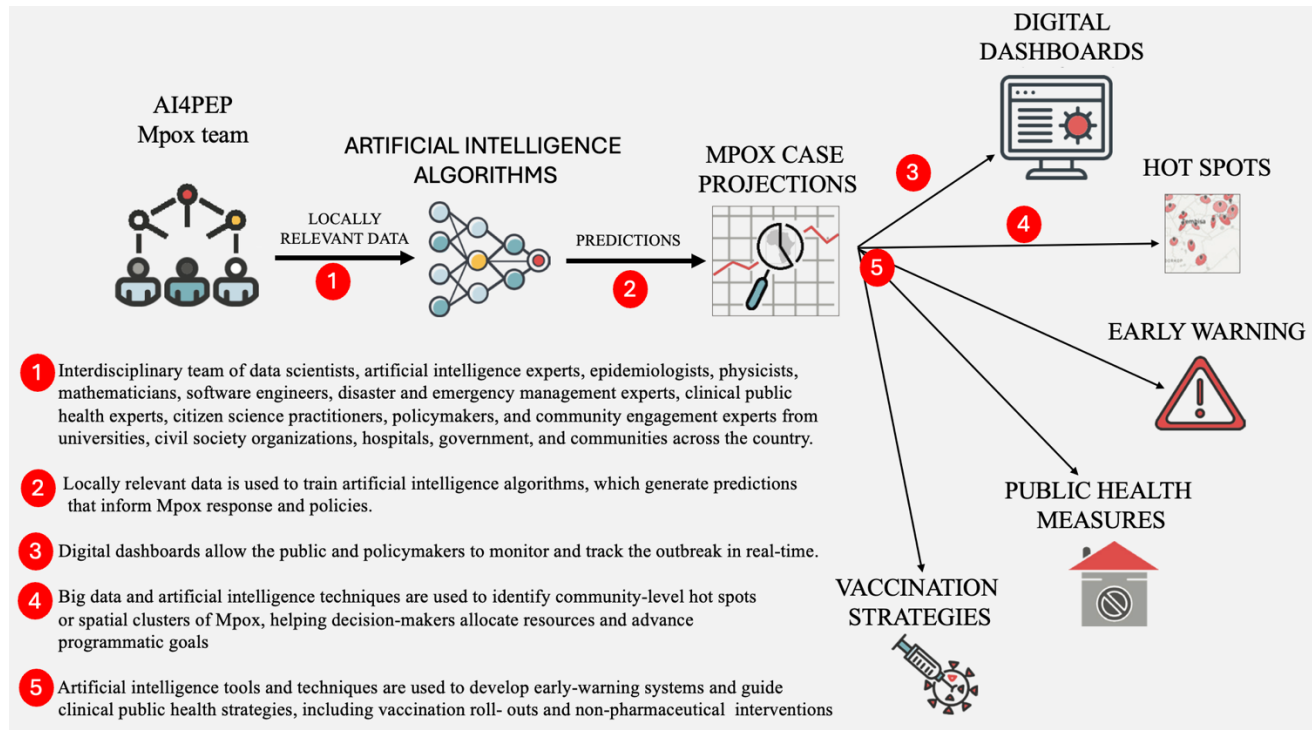 AI4PEP
Mpox team
LOCALLY
RELEVANT DATA
1
ARTIFICIAL INTELLIGENCE
ALGORITHMS
PREDICTIONS
2
MPOX CASE
PROJECTIONS
3
DIGITAL
DASHBOARDS
4
HOT SPOTS
5
EARLY WARNING
PUBLIC HEALTH
MEASURES
VACCINATION
STRATEGIES
1 Interdisciplinary team of data scientists, artificial intelligence experts, epidemiologists, physicists,
mathematicians, software engineers, disaster and emergency management experts, clinical public
health experts, citizen science practitioners, policymakers, and community engagement experts from
universities, civil society organizations, hospitals, government, and communities across the country.
2 Locally relevant data is used to train artificial intelligence algorithms, which generate predictions
that inform Mpox response and policies.
3 Digital dashboards allow the public and policymakers to monitor and track the outbreak in real-time.
4 Big data and artificial intelligence techniques are used to identify community-level hot spots
or spatial clusters of Mpox, helping decision-makers allocate resources and advance
programmatic goals
5 Artificial intelligence tools and techniques are used to develop early-warning systems and guide
clinical public health strategies, including vaccination roll- outs and non-pharmaceutical interventions